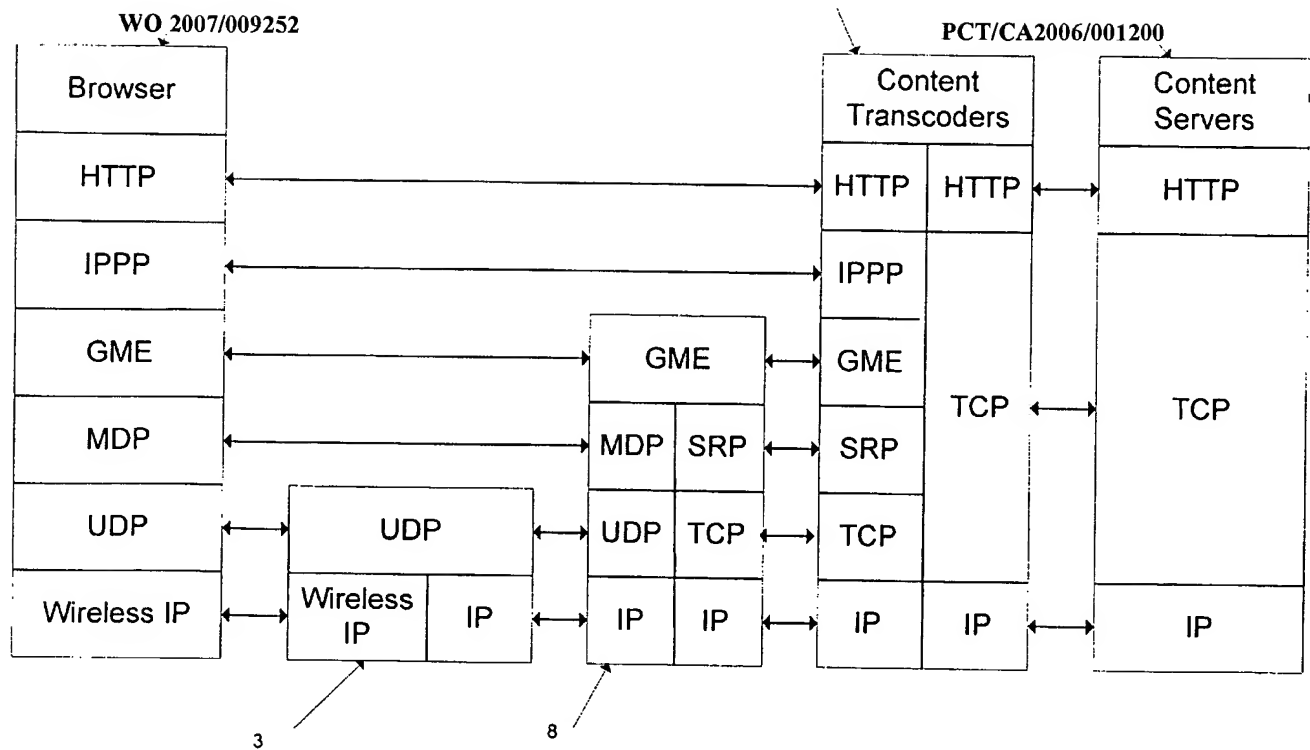 WO 2007/009252
PCT/CA2006/001200
Browser
HTTP
IPPP
GME
MDP
UDP
Wireless IP
UDP
Wireless
IP
IP
3
GME
MDP
SRP
UDP
TCP
IP
IP
8
Content
Transcoders
HTTP
HTTP
IPPP
GME
SRP
TCP
TCP
IP
IP
Content
Servers
HTTP
TCP
IP